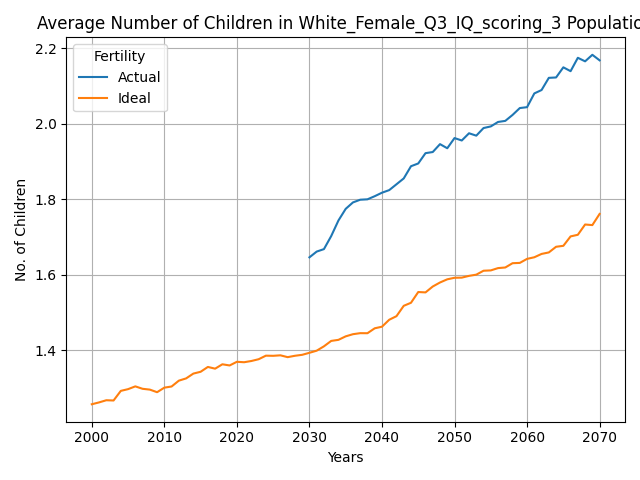 Average Number of Children in White_Female_Q3_IQ_scoring_3 Populatio
Fertility
Actual
Ideal
No. of Children
2.2
2.0
1.8
1.6
1.4
2000 2010 2020 2030 2040 2050 2060 2070
Years